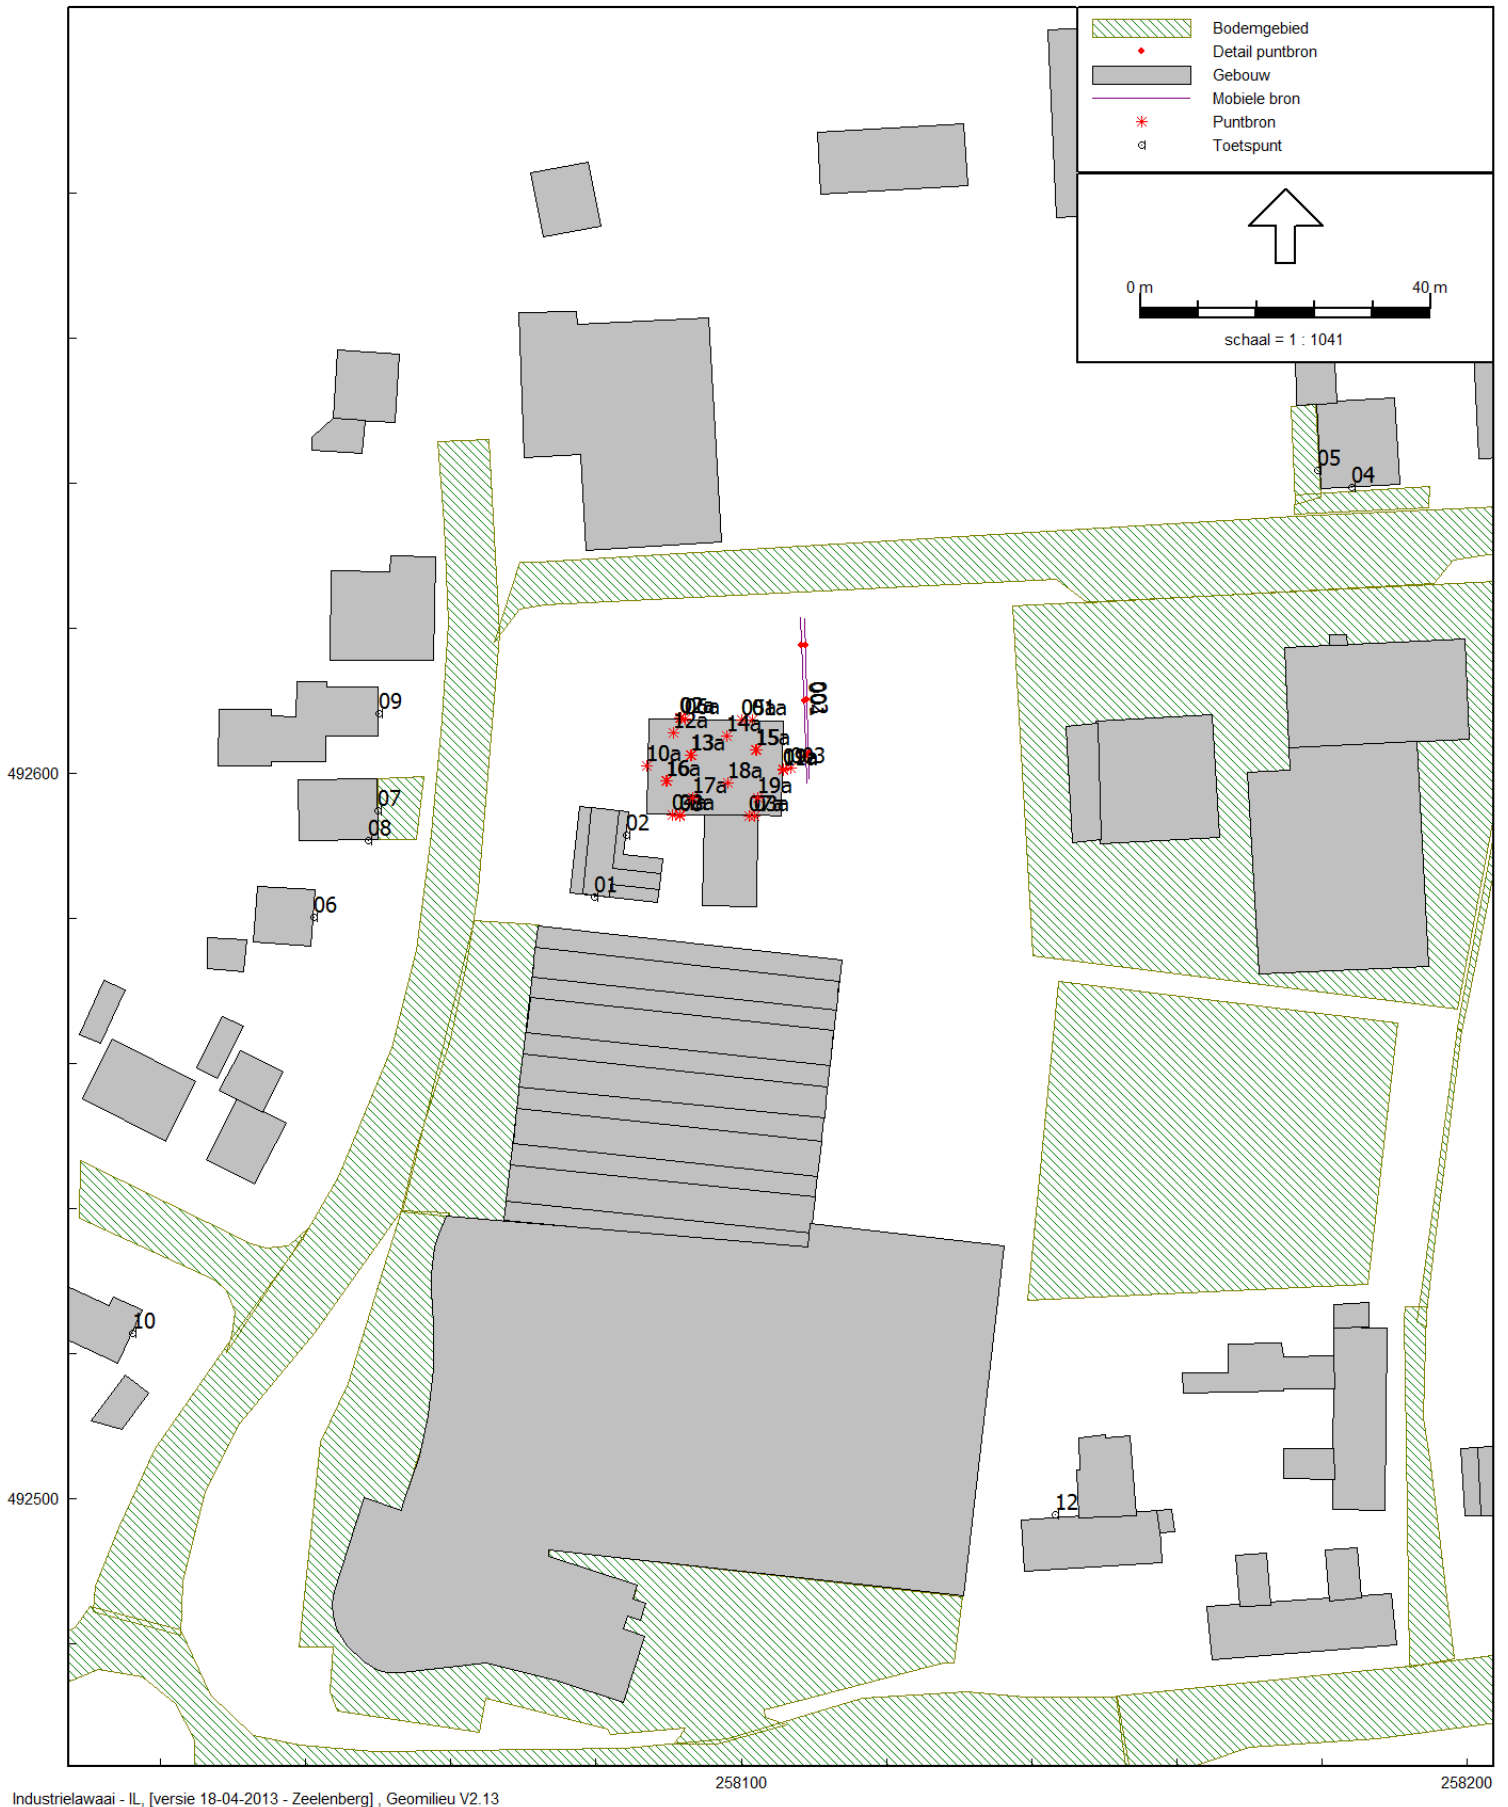 Bodemgebied
Detail puntbron
Gebouw
Mobiele bron
Puntbron
Toetspunt
0 m 40 m
schaal = 1 : 1041
05
04
09
12a
14a
13a
15a
10a
16a
18a
17a
19a
07
08
02
01
06
492600
10
12
492500
258100 258200
Industrielawaai - IL, [versie 18-04-2013 - Zeelenberg] , Geomilieu V2.13